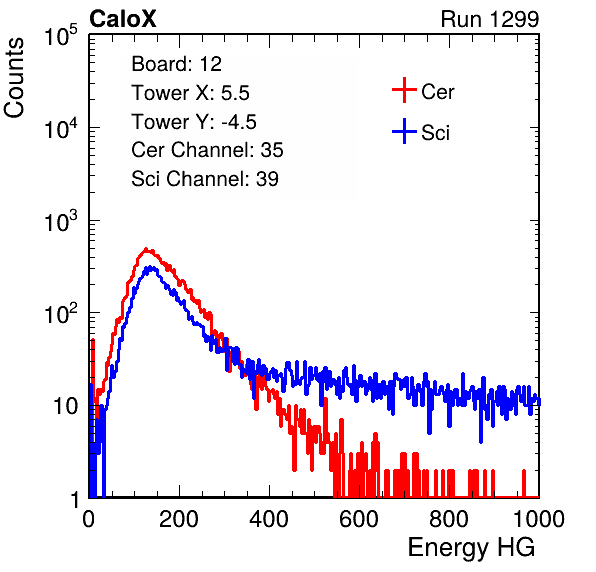 CaloX Run 1299
Counts
Board: 12
Tower X: 5.5
Tower Y: -4.5
Cer Channel: 35
Sci Channel: 39
Cer
Sci
10^5
10^4
10^3
10^2
10
1
0 200 400 600 800 1000
Energy HG